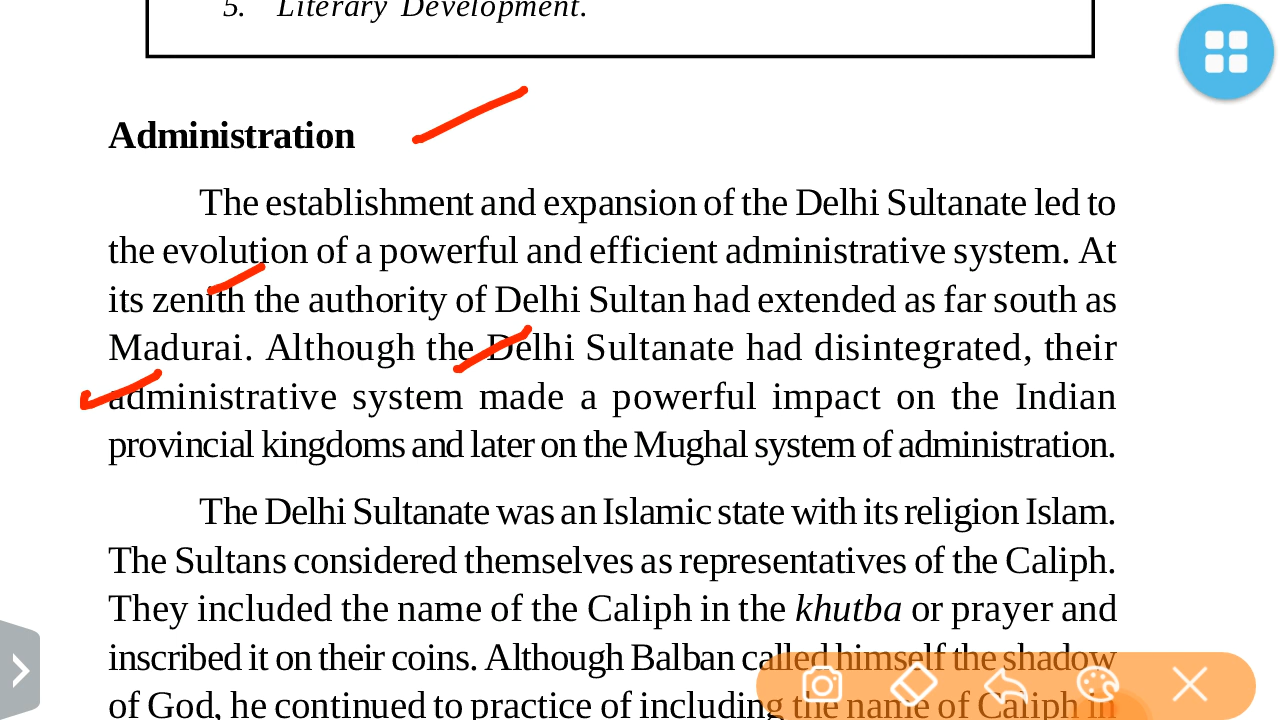 5. Literary Development.
Administration
The establishment and expansion of the Delhi Sultanate led to
the evolution of a powerful and efficient administrative system. At
its zenith the authority of Delhi Sultan had extended as far south as
Madurai. Although the Delhi Sultanate had disintegrated, their
administrative system made a powerful impact on the Indian
provincial kingdoms and later on the Mughal system of administration.
The Delhi Sultanate was an Islamic state with its religion Islam.
The Sultans considered themselves as representatives of the Caliph.
They included the name of the Caliph in the khutba or prayer and
inscribed it on their coins. Although Balban called himself the shadow
of God, he continued to practice of including the name of Caliph in